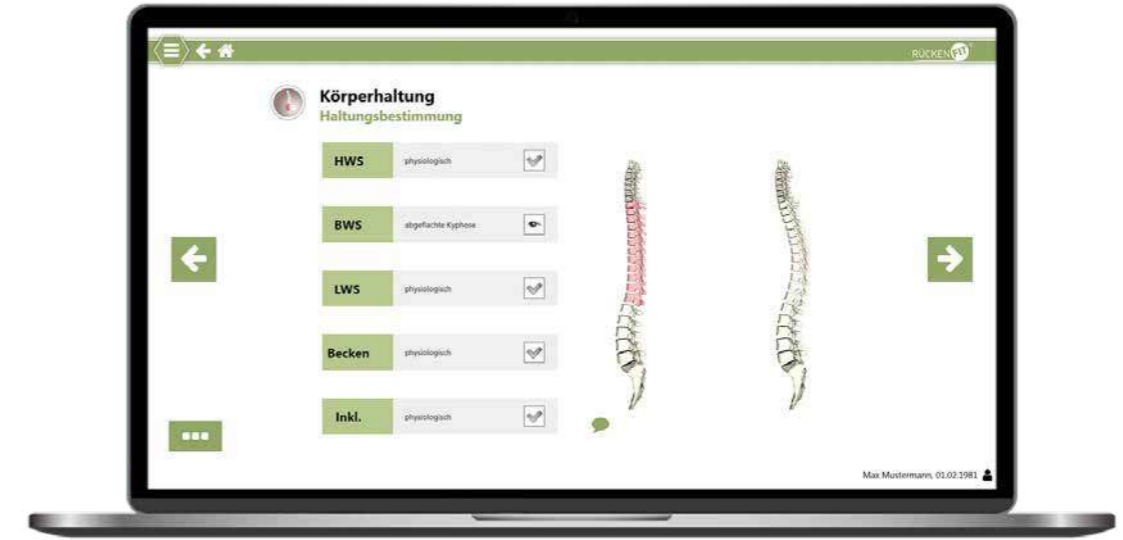 RÜCKENFIT
Körperhaltung
Haltungsbestimmung
HWS physiologisch
BWS abgeflachte Kyphose
LWS physiologisch
Becken physiologisch
Inkl. physiologisch
Max Mustermann, 01.02.1981